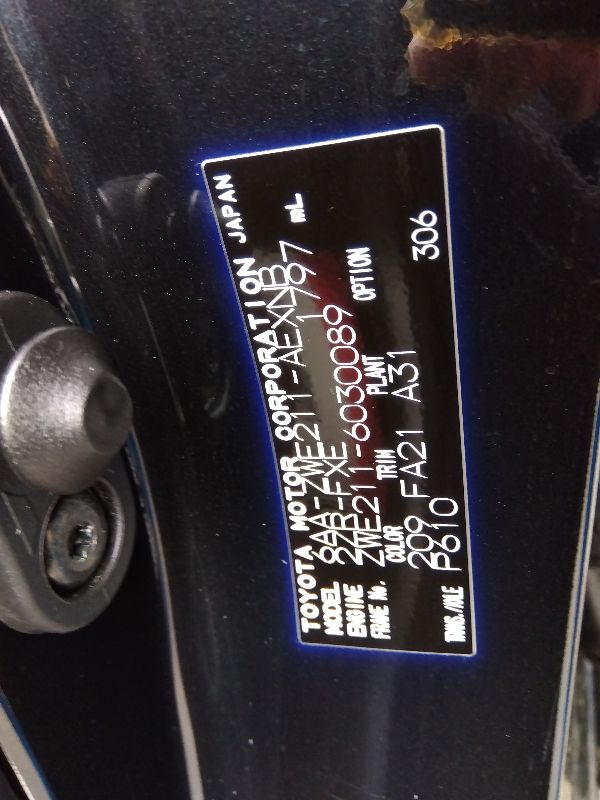 TOYOTA MOTOR CORPORATION JAPAN
MODEL 6AA-ZWE211-AEXNB
ENGINE 2ZR-FXE 1797 mL
FRAME No. ZWE211-6030089
COLOR TRIM PLANT OPTION
209 FA21 A31 306
TRANS./AXLE P610